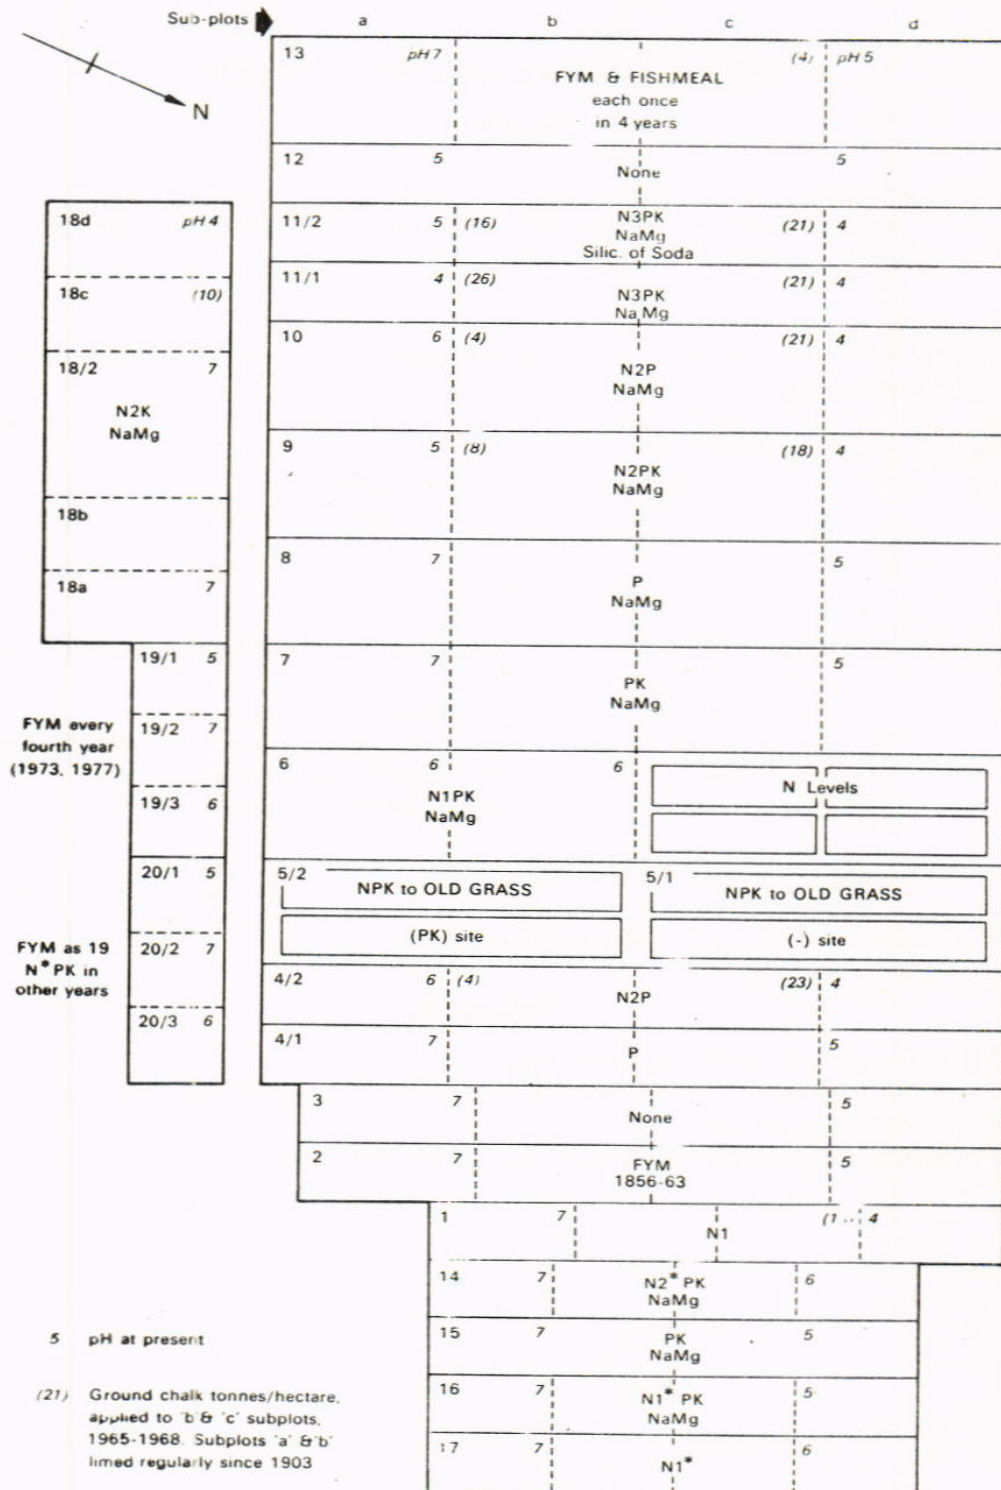 Sub-plots a b c d
N
13 pH7 (4) pH5
FYM & FISHMEAL
each once
in 4 years
12 5 None 5
11/2 5 (16) N3PK (21) 4
NaMg
Silic. of Soda
11/1 4 (26) N3PK (21) 4
NaMg
10 6 (4) N2P (21) 4
NaMg
9 5 (8) N2PK (18) 4
NaMg
8 7 P 5
NaMg
7 7 PK 5
NaMg
6 6 6
N1PK
NaMg
N Levels
5/2 NPK to OLD GRASS
(PK) site
5/1 NPK to OLD GRASS
(-) site
4/2 6 (4) N2P (23) 4
4/1 7 P 5
3 7 None 5
2 7 FYM 5
1856-63
1 7 N1 4
14 7 N2* PK 6
NaMg
15 7 PK 5
NaMg
16 7 N1* PK 5
NaMg
17 7 N1* 6
18d pH4
18c (10)
18/2 7
N2K
NaMg
18b
18a 7
19/1 5
FYM every
fourth year
(1973, 1977)
19/2 7
19/3 6
20/1 5
FYM as 19
N* PK in
other years
20/2 7
20/3 6
5 pH at present
(21) Ground chalk tonnes/hectare,
applied to 'b' & 'c' subplots,
1965-1968. Subplots 'a' & 'b'
limed regularly since 1903